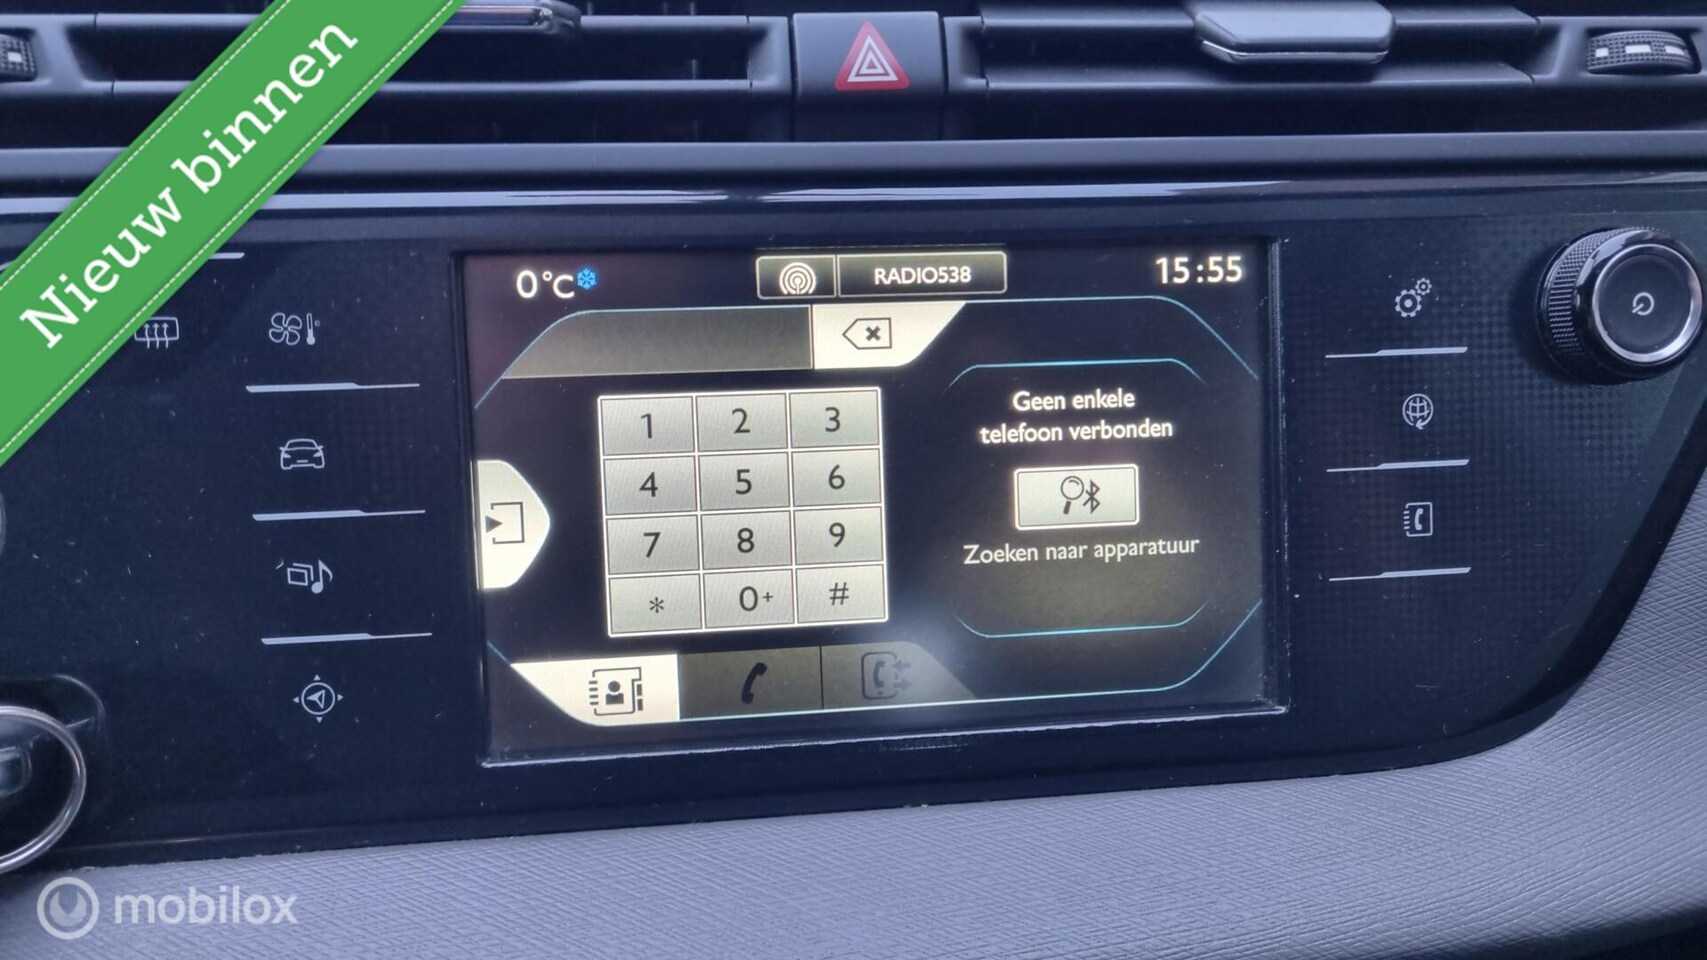 Nieuw binnen
0°C
RADIO538
15:55
1 2 3
4 5 6
7 8 9
* 0+ #
Geen enkele
telefoon verbonden
Zoeken naar apparatuur
mobilox